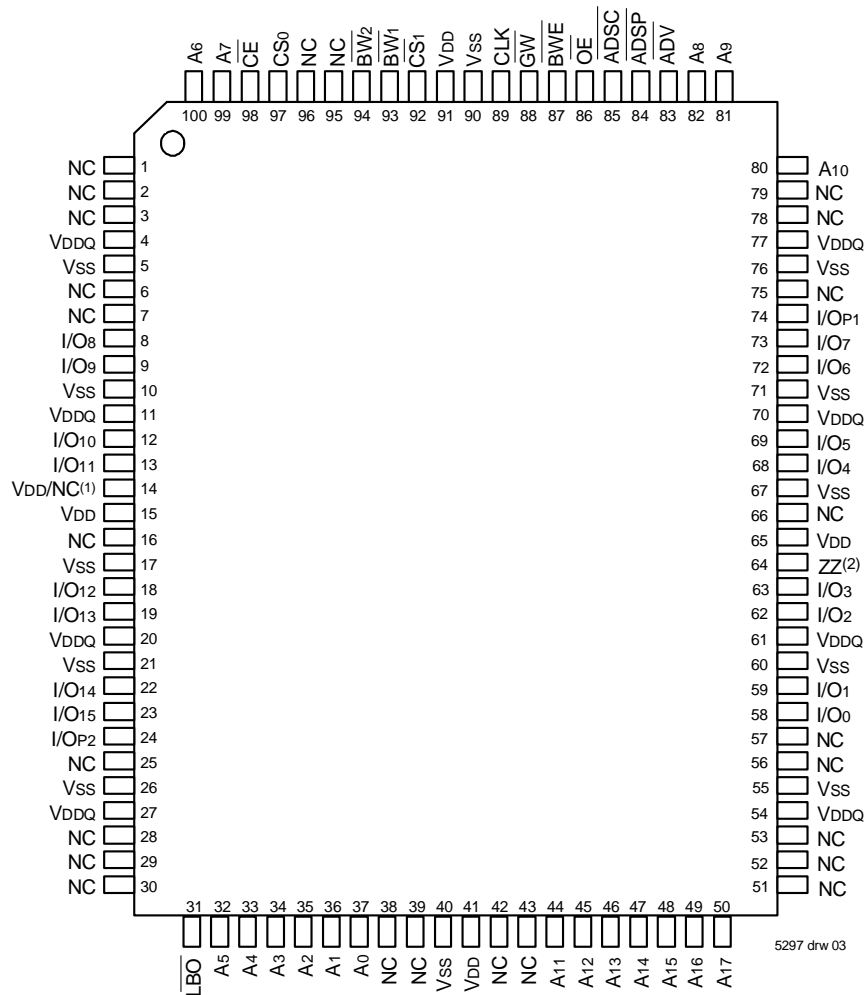 A6 A7 CE CS0 NC NC BW2 BW1 CS1 VDD VSS CLK GW BWE OE ADSC ADSP ADV A8 A9
100 99 98 97 96 95 94 93 92 91 90 89 88 87 86 85 84 83 82 81
NC 1
NC 2
NC 3
VDDQ 4
VSS 5
NC 6
NC 7
I/O8 8
I/O9 9
VSS 10
VDDQ 11
I/O10 12
I/O11 13
VDD/NC(1) 14
VDD 15
NC 16
VSS 17
I/O12 18
I/O13 19
VDDQ 20
VSS 21
I/O14 22
I/O15 23
I/OP2 24
NC 25
VSS 26
VDDQ 27
NC 28
NC 29
NC 30
80 A10
79 NC
78 NC
77 VDDQ
76 VSS
75 NC
74 I/OP1
73 I/O7
72 I/O6
71 VSS
70 VDDQ
69 I/O5
68 I/O4
67 VSS
66 NC
65 VDD
64 ZZ(2)
63 I/O3
62 I/O2
61 VDDQ
60 VSS
59 I/O1
58 I/O0
57 NC
56 NC
55 VSS
54 VDDQ
53 NC
52 NC
51 NC
31 32 33 34 35 36 37 38 39 40 41 42 43 44 45 46 47 48 49 50
LBO A5 A4 A3 A2 A1 A0 NC NC VSS VDD NC NC A11 A12 A13 A14 A15 A16 A17
5297 drw 03